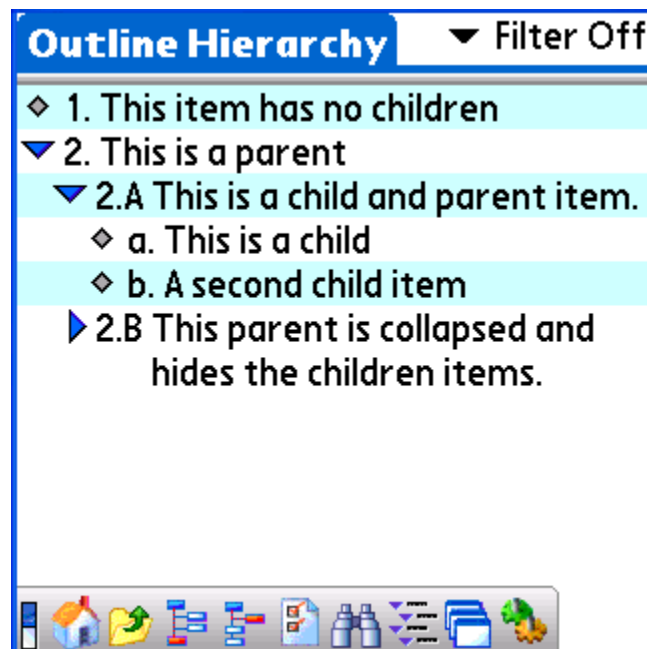 Outline Hierarchy
Filter Off
1. This item has no children
2. This is a parent
2.A This is a child and parent item.
a. This is a child
b. A second child item
2.B This parent is collapsed and
hides the children items.